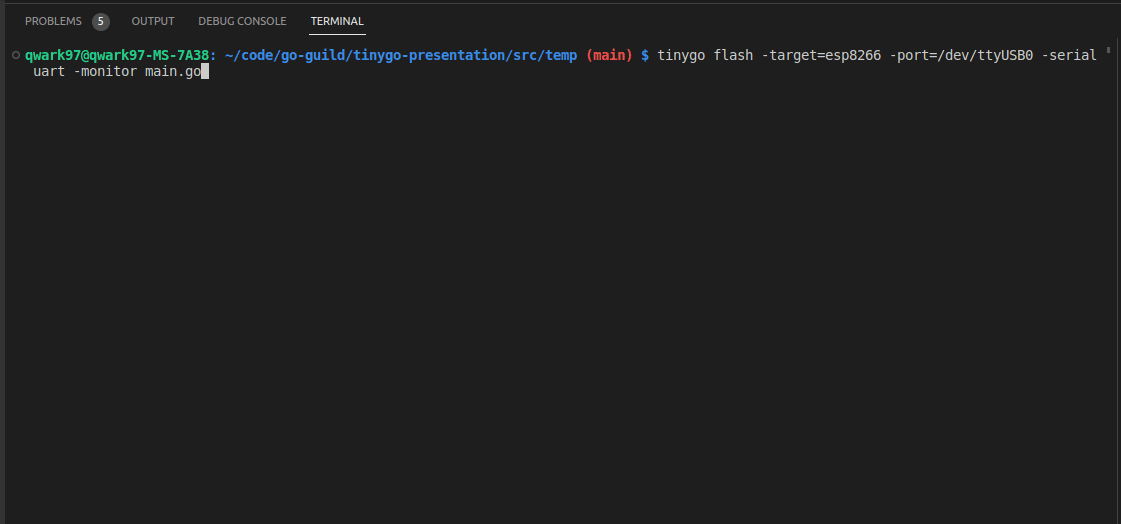 PROBLEMS 5 OUTPUT DEBUG CONSOLE TERMINAL
qwark97@qwark97-MS-7A38: ~/code/go-guild/tinygo-presentation/src/temp (main) $ tinygo flash -target=esp8266 -port=/dev/ttyUSB0 -serial
uart -monitor main.go